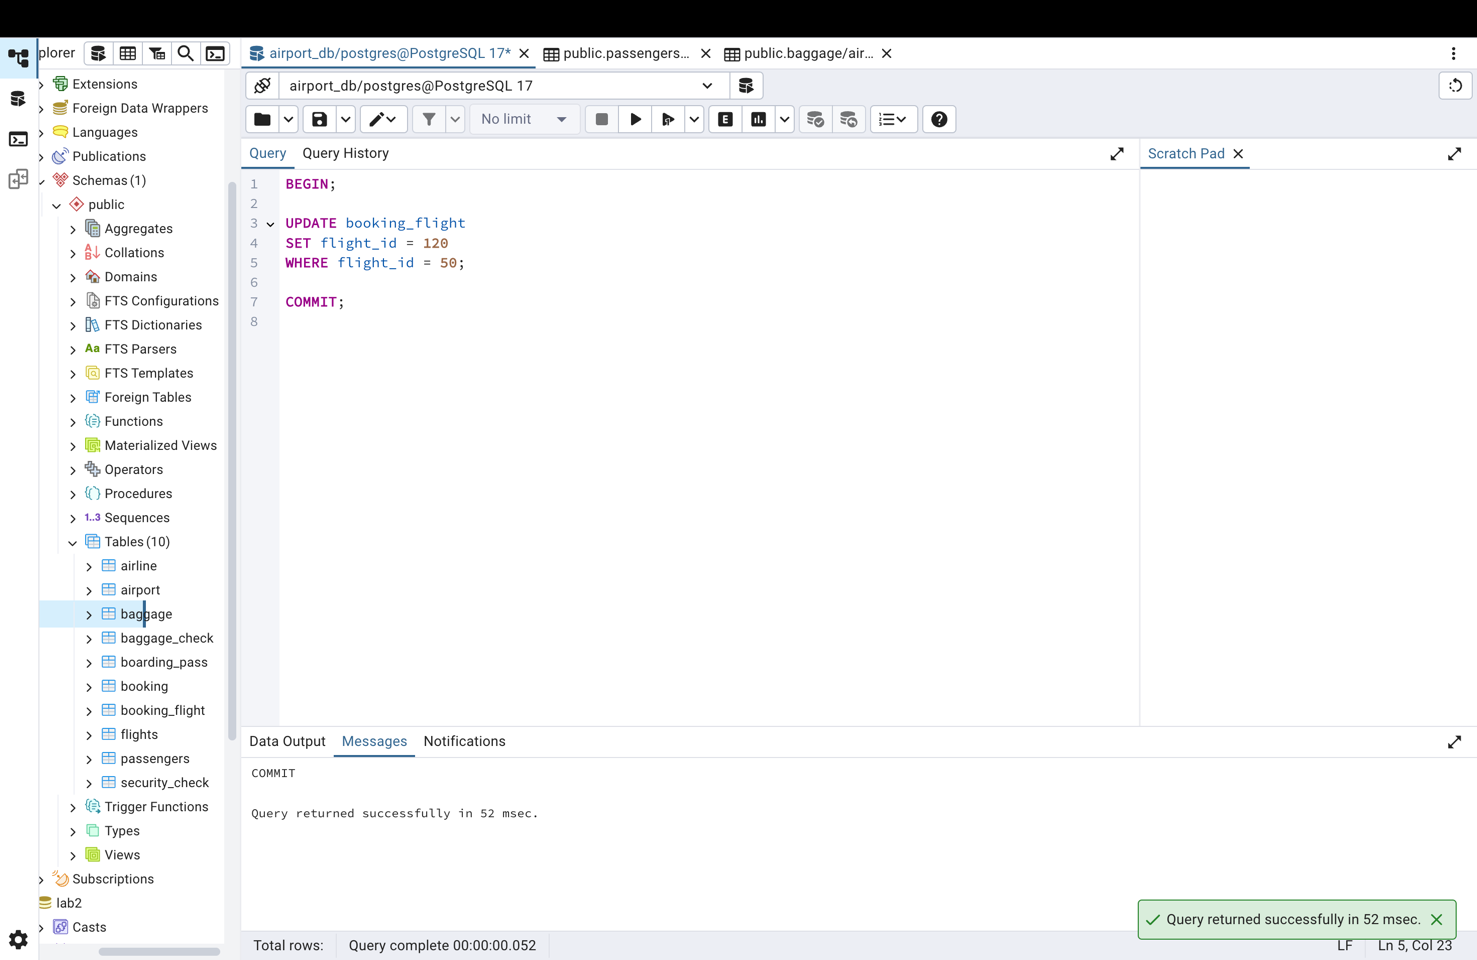 plorer
airport_db/postgres@PostgreSQL 17*
public.passengers...
public.baggage/air...
airport_db/postgres@PostgreSQL 17
No limit
E
Query
Query History
Scratch Pad
1 BEGIN;
2
3 UPDATE booking_flight
4 SET flight_id = 120
5 WHERE flight_id = 50;
6
7 COMMIT;
8
Extensions
Foreign Data Wrappers
Languages
Publications
Schemas (1)
public
Aggregates
Collations
Domains
FTS Configurations
FTS Dictionaries
Aa FTS Parsers
FTS Templates
Foreign Tables
Functions
Materialized Views
Operators
Procedures
1..3 Sequences
Tables (10)
airline
airport
baggage
baggage_check
boarding_pass
booking
booking_flight
flights
passengers
security_check
Trigger Functions
Types
Views
Subscriptions
lab2
Casts
Data Output
Messages
Notifications
COMMIT
Query returned successfully in 52 msec.
Query returned successfully in 52 msec.
Total rows:
Query complete 00:00:00.052
LF
Ln 5, Col 23